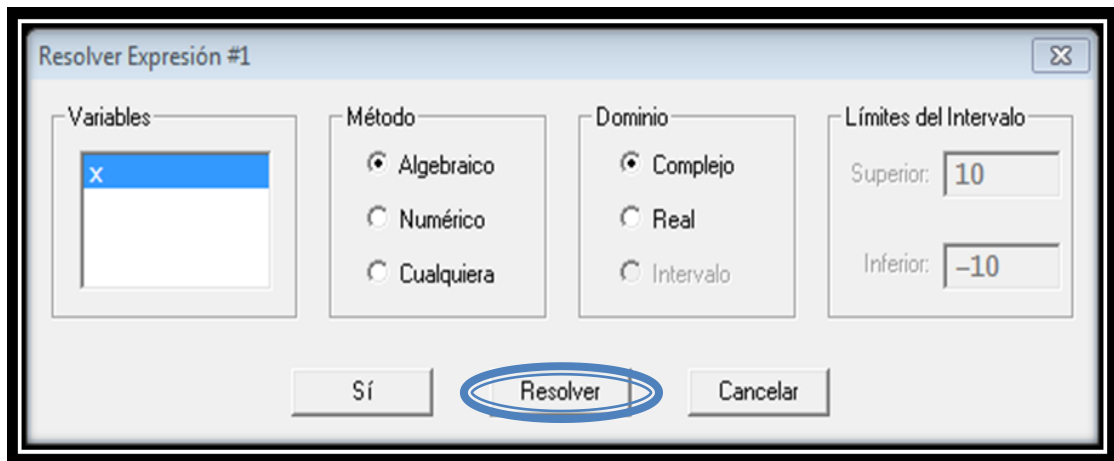 Resolver Expresión #1
Variables
x
Método
Algebraico
Numérico
Cualquiera
Dominio
Complejo
Real
Intervalo
Límites del Intervalo
Superior: 10
Inferior: −10
Sí
Resolver
Cancelar